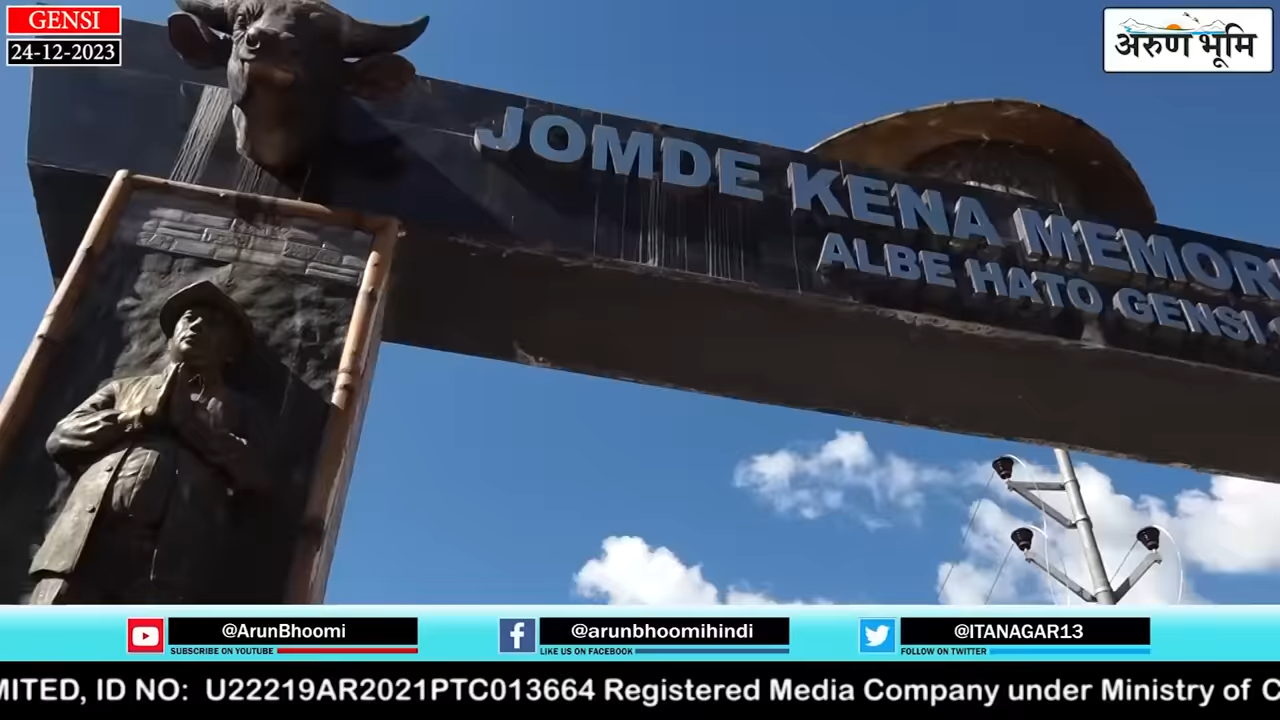 GENSI
24-12-2023
अरुण भूमि
JOMDE KENA MEMOR
ALBE HATO GENSI
@ArunBhoomi
SUBSCRIBE ON YOUTUBE
@arunbhoomihindi
LIKE US ON FACEBOOK
@ITANAGAR13
FOLLOW ON TWITTER
MITED, ID NO: U22219AR2021PTC013664 Registered Media Company under Ministry of C